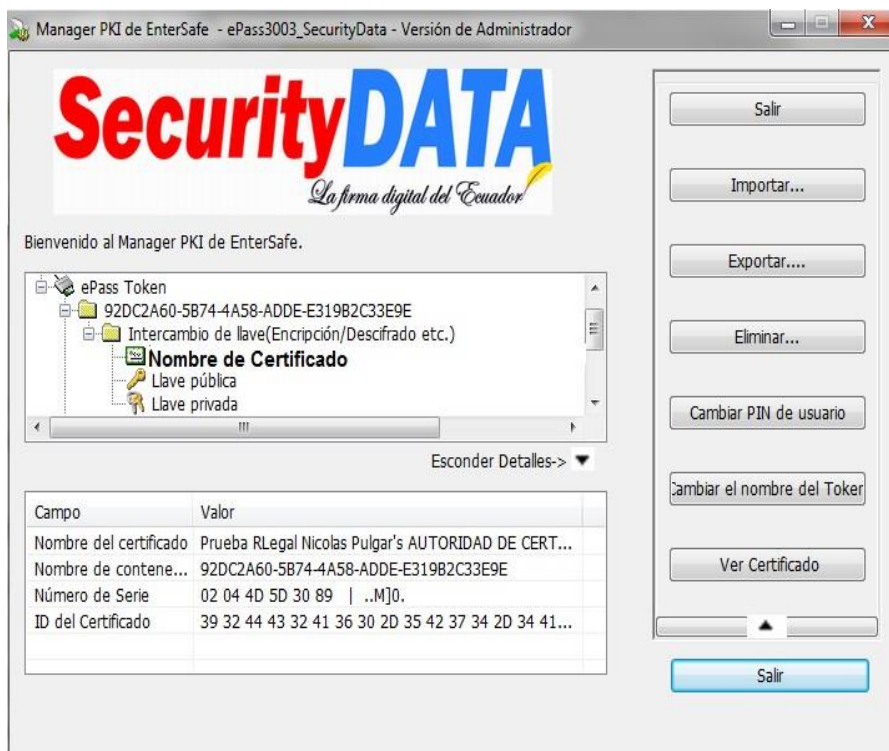 Manager PKI de EnterSafe - ePass3003_SecurityData - Versión de Administrador
SecurityDATA
La firma digital del Ecuador
Bienvenido al Manager PKI de EnterSafe.
ePass Token
92DC2A60-5B74-4A58-ADDE-E319B2C33E9E
Intercambio de llave(Encripción/Descifrado etc.)
Nombre de Certificado
Llave pública
Llave privada
Esconder Detalles->
Campo Valor
Nombre del certificado Prueba RLegal Nicolas Pulgar's AUTORIDAD DE CERT...
Nombre de contene... 92DC2A60-5B74-4A58-ADDE-E319B2C33E9E
Número de Serie 02 04 4D 5D 30 89 | ..M]0.
ID del Certificado 39 32 44 43 32 41 36 30 2D 35 42 37 34 2D 34 41...
Salir
Importar...
Exportar....
Eliminar...
Cambiar PIN de usuario
Cambiar el nombre del Token
Ver Certificado
Salir